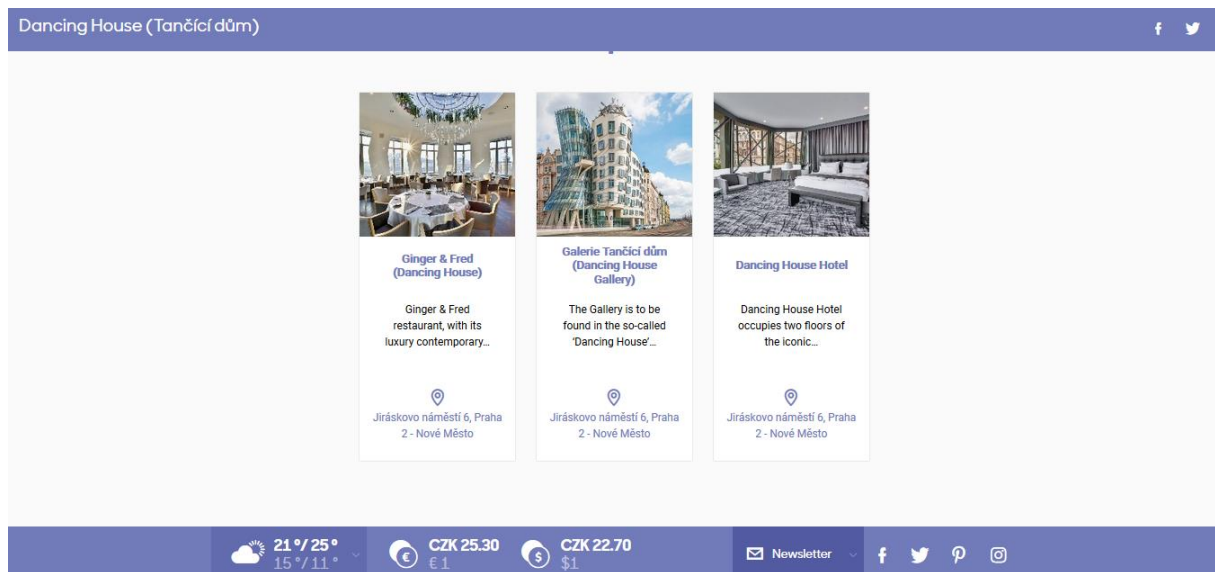 Dancing House (Tančící dům)
Ginger & Fred
(Dancing House)
Ginger & Fred
restaurant, with its
luxury contemporary...
Jiráskovo náměstí 6, Praha
2 - Nové Město
Galerie Tančící dům
(Dancing House
Gallery)
The Gallery is to be
found in the so-called
‘Dancing House’...
Jiráskovo náměstí 6, Praha
2 - Nové Město
Dancing House Hotel
Dancing House Hotel
occupies two floors of
the iconic...
Jiráskovo náměstí 6, Praha
2 - Nové Město
21°/25°
15°/11°
CZK 25.30
€1
CZK 22.70
$1
Newsletter